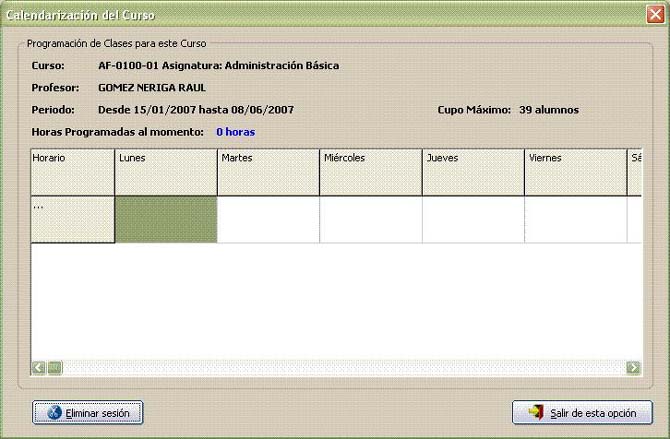 Calendarización del Curso
Programación de Clases para este Curso
Curso: AF-0100-01 Asignatura: Administración Básica
Profesor: GOMEZ NERIGA RAUL
Periodo: Desde 15/01/2007 hasta 08/06/2007 Cupo Máximo: 39 alumnos
Horas Programadas al momento: 0 horas
Horario Lunes Martes Miércoles Jueves Viernes Sá
...
Eliminar sesión Salir de esta opción